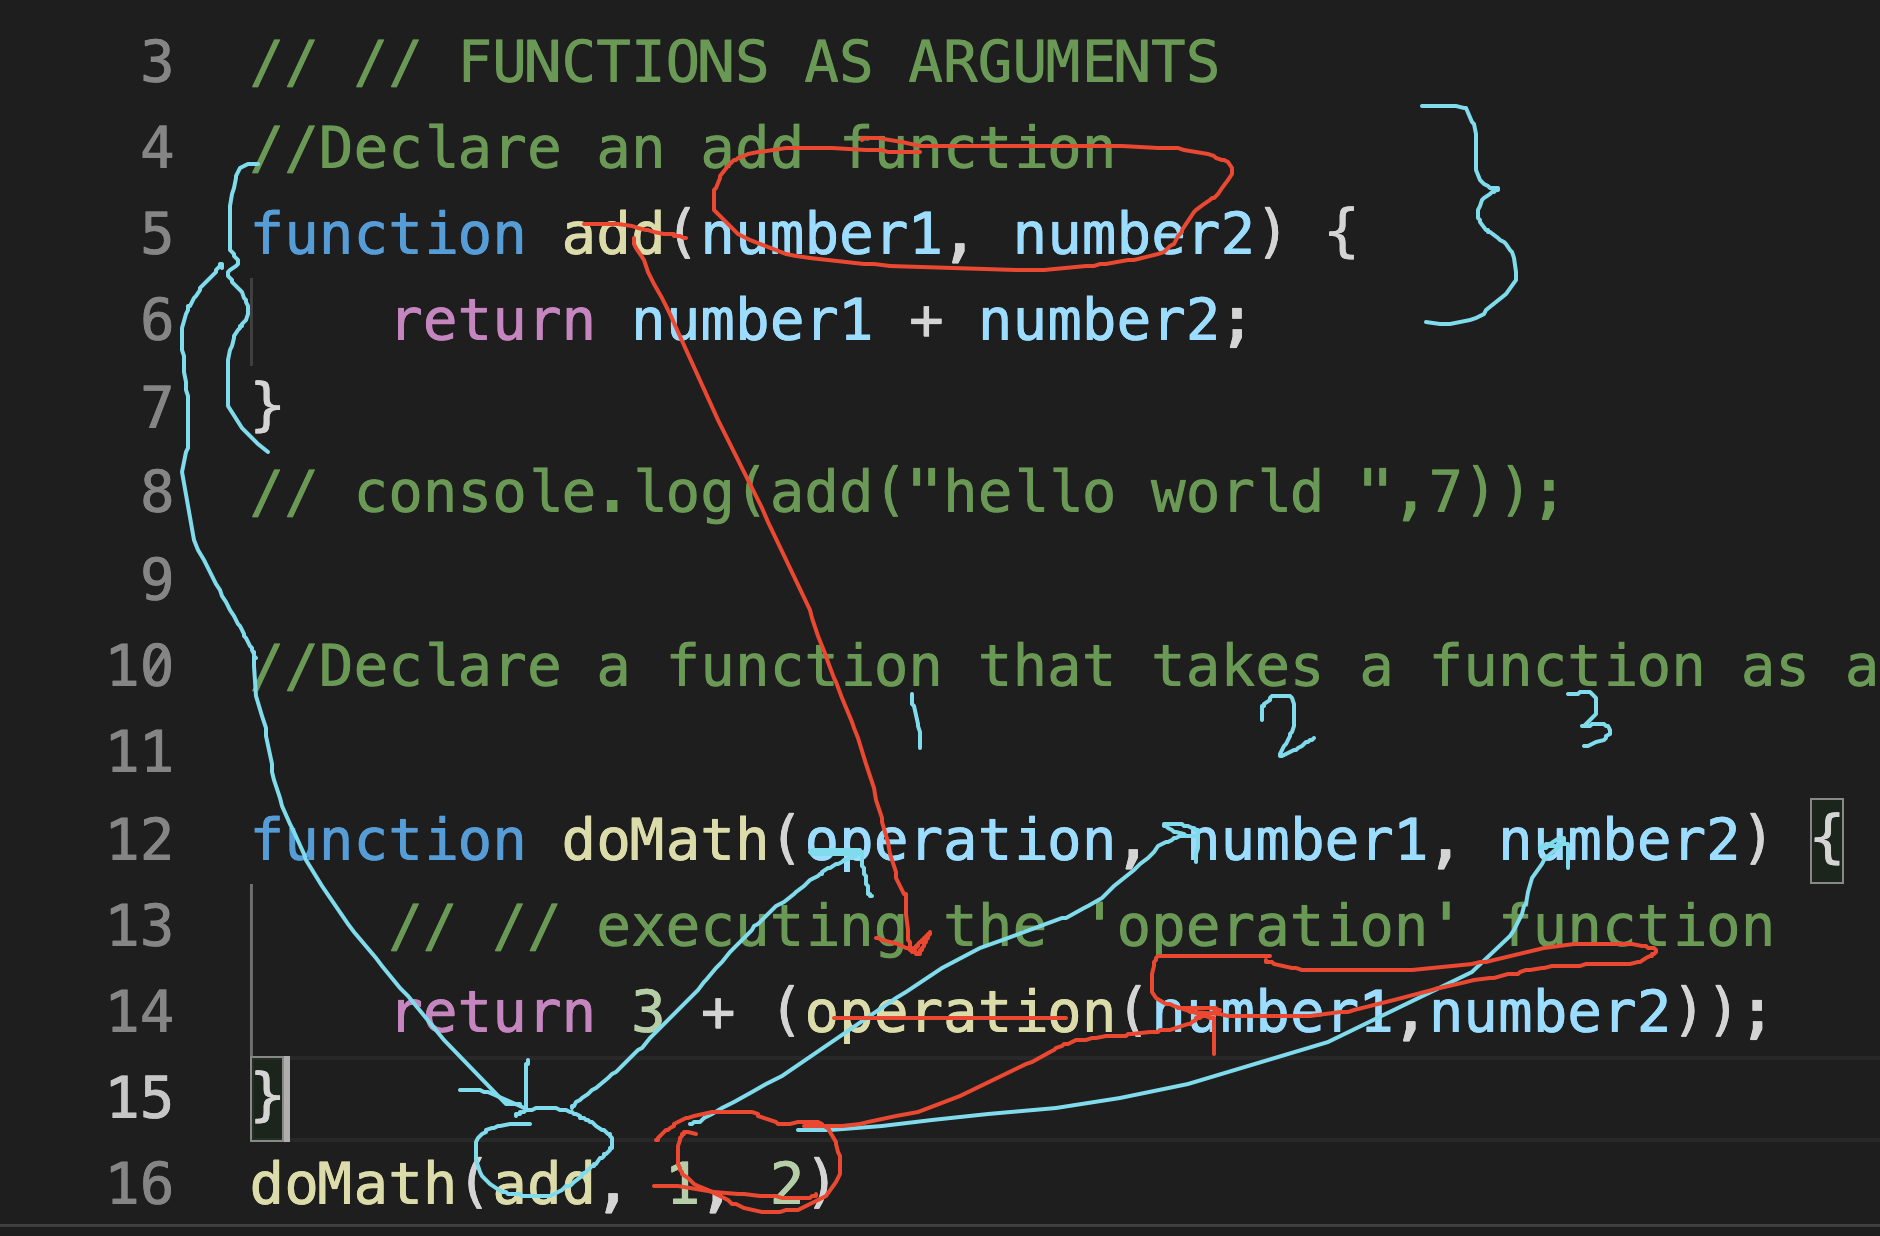 3 // // FUNCTIONS AS ARGUMENTS
4 //Declare an add function
5 function add(number1, number2) {
6 return number1 + number2;
7 }
8 // console.log(add("hello world ",7));
9
10 //Declare a function that takes a function as a
1 2 3
11
12 function doMath(operation, number1, number2) {
13 // // executing the 'operation' function
14 return 3 + (operation(number1,number2));
15 }
16 doMath(add, 1, 2)